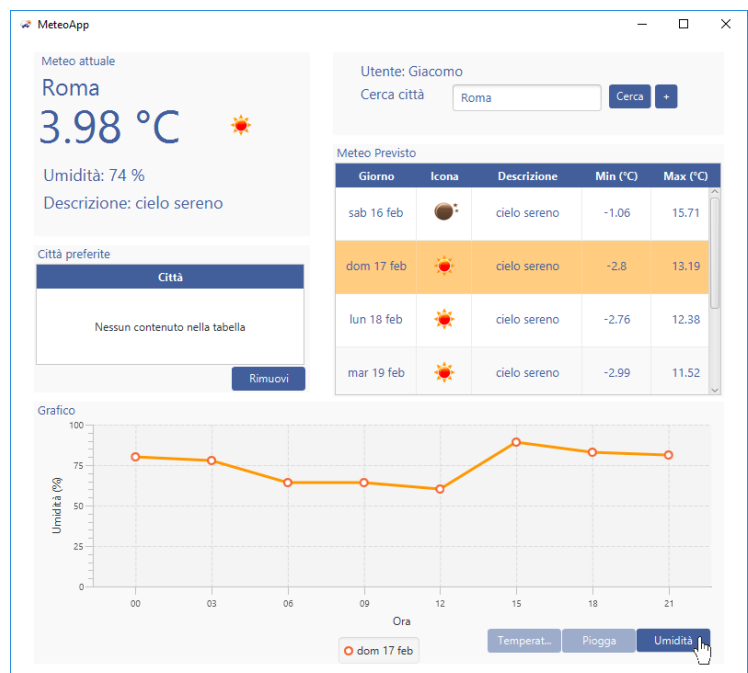 MeteoApp
Meteo attuale
Roma
3.98 °C
Umidità: 74 %
Descrizione: cielo sereno
Utente: Giacomo
Cerca città Roma Cerca +
Città preferite
Città
Nessun contenuto nella tabella
Rimuovi
Meteo Previsto
Giorno Icona Descrizione Min (°C) Max (°C)
sab 16 feb cielo sereno -1.06 15.71
dom 17 feb cielo sereno -2.8 13.19
lun 18 feb cielo sereno -2.76 12.38
mar 19 feb cielo sereno -2.99 11.52
Grafico
Umidità (%)
100
75
50
25
0
00 03 06 09 12 15 18 21
Ora
dom 17 feb
Temperat... Piogga Umidità